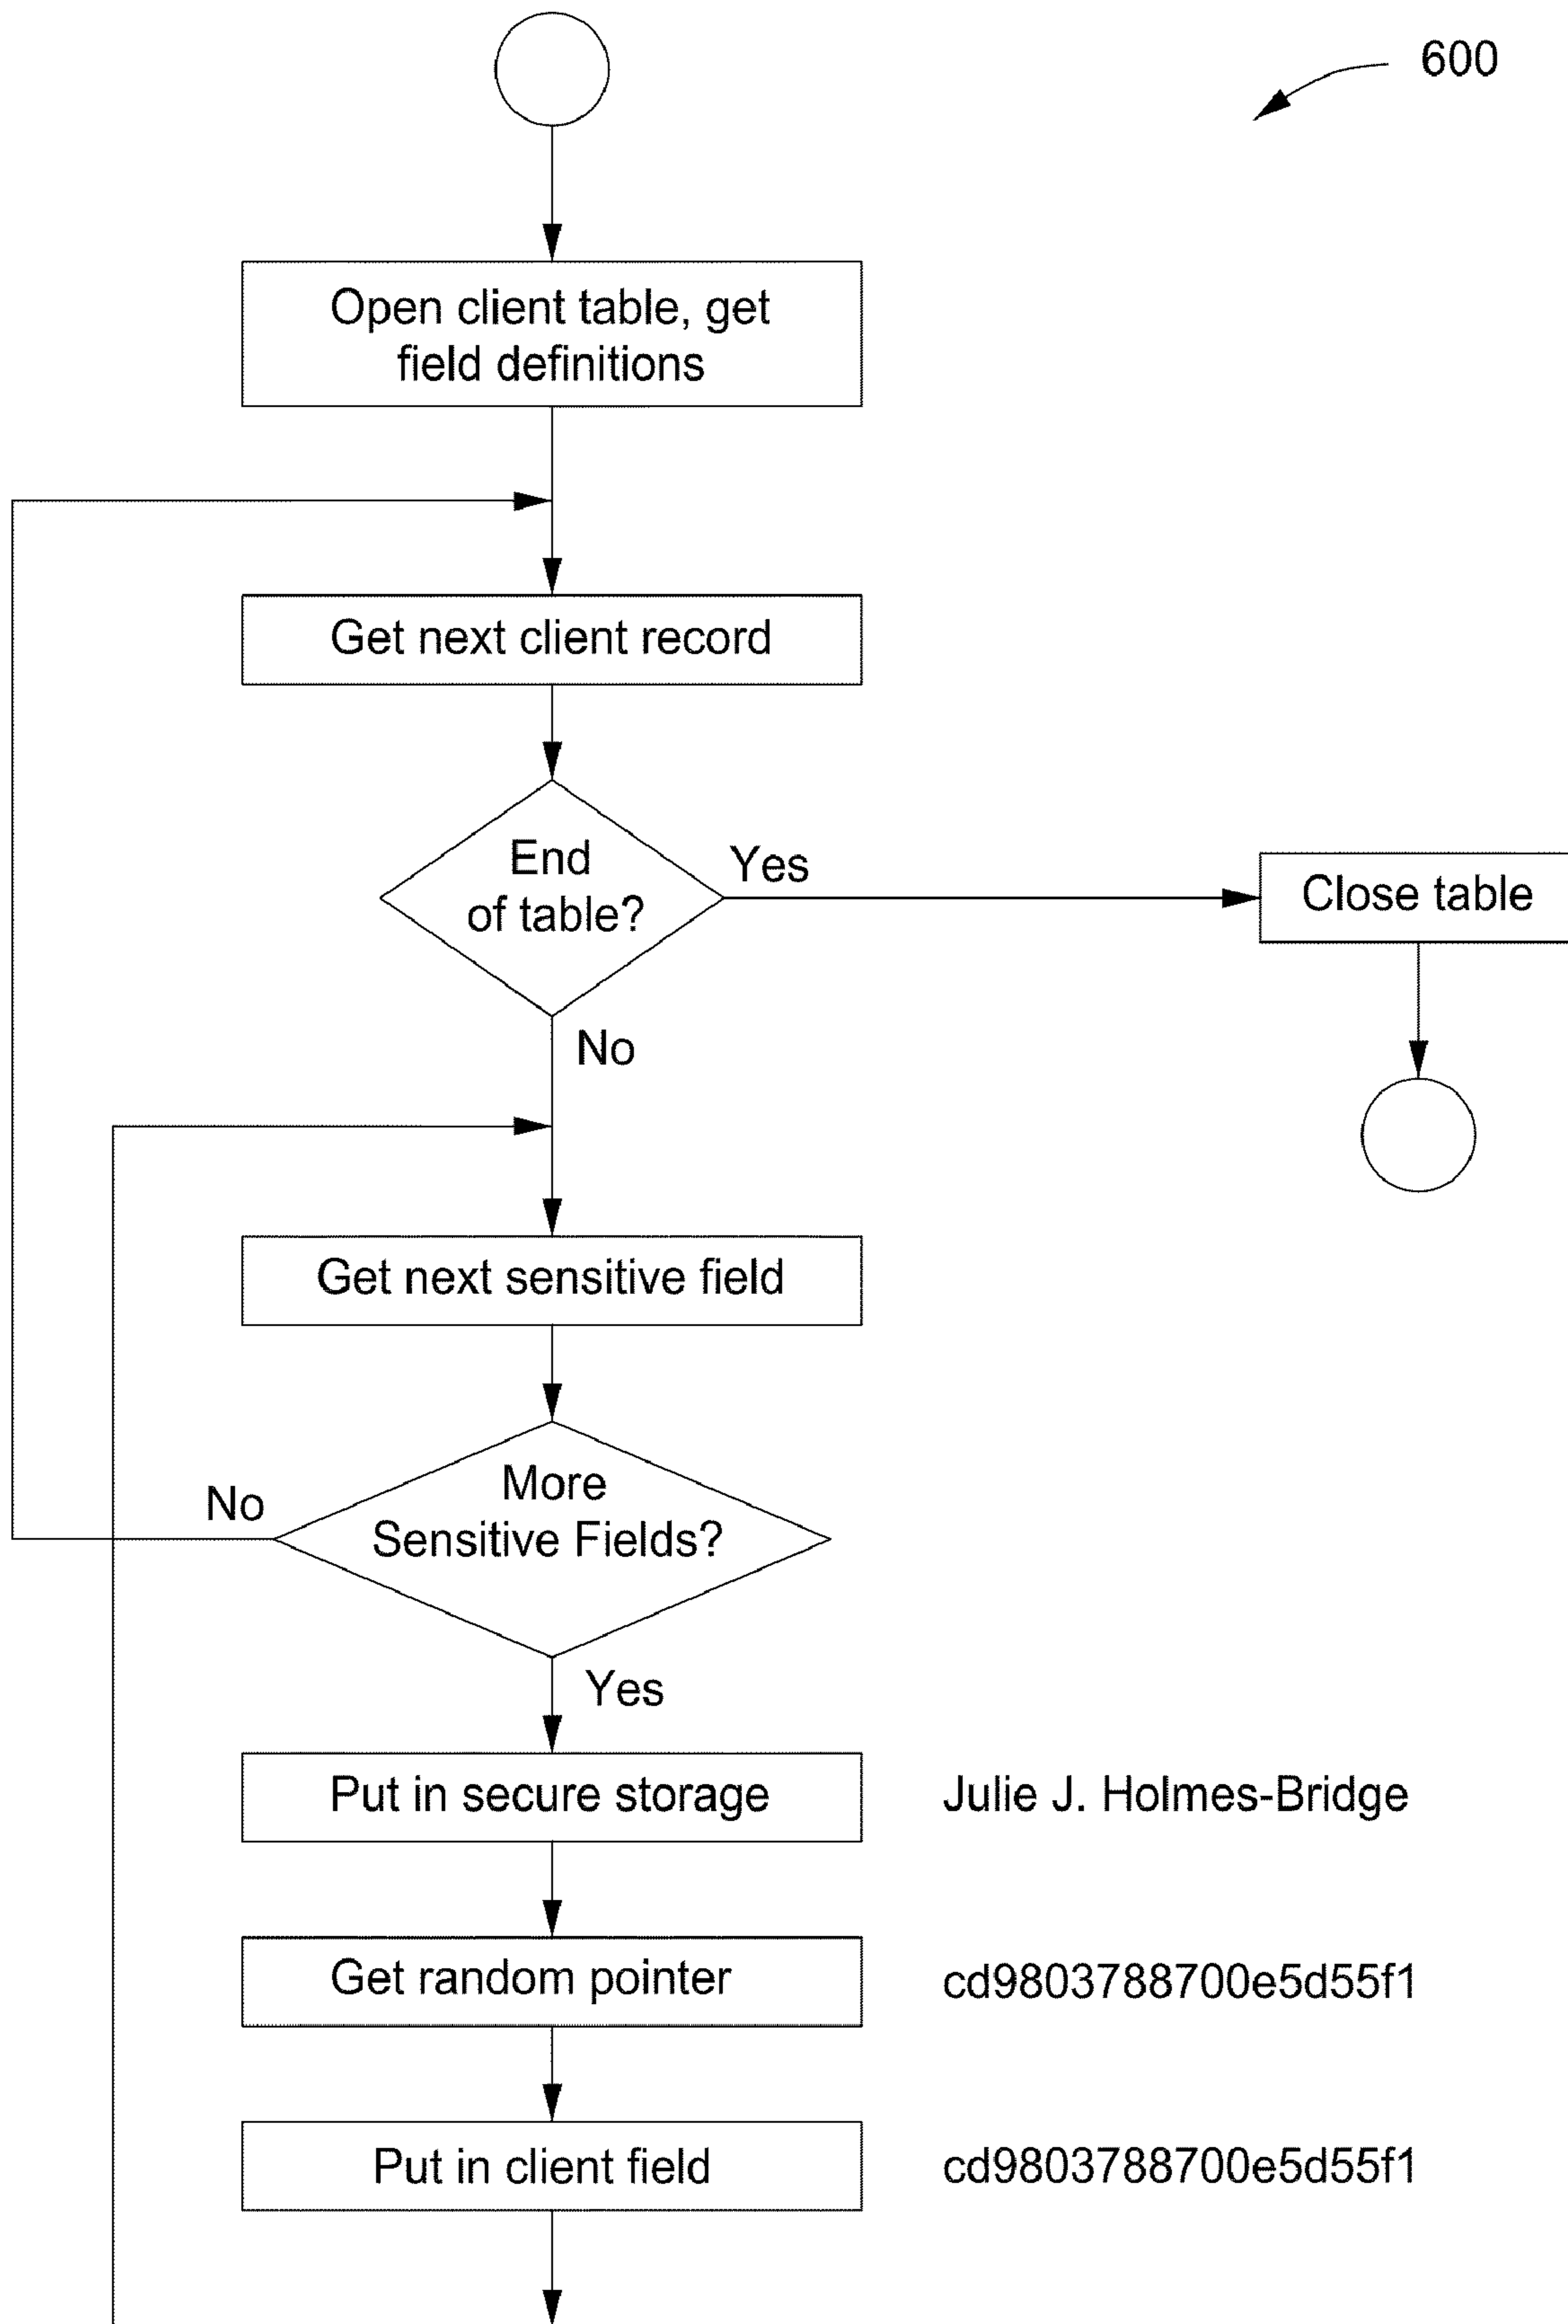 600
Open client table, get
field definitions
Get next client record
End
of table?
Yes
Close table
No
Get next sensitive field
More
Sensitive Fields?
No
Yes
Put in secure storage
Julie J. Holmes-Bridge
Get random pointer
cd9803788700e5d55f1
Put in client field
cd9803788700e5d55f1